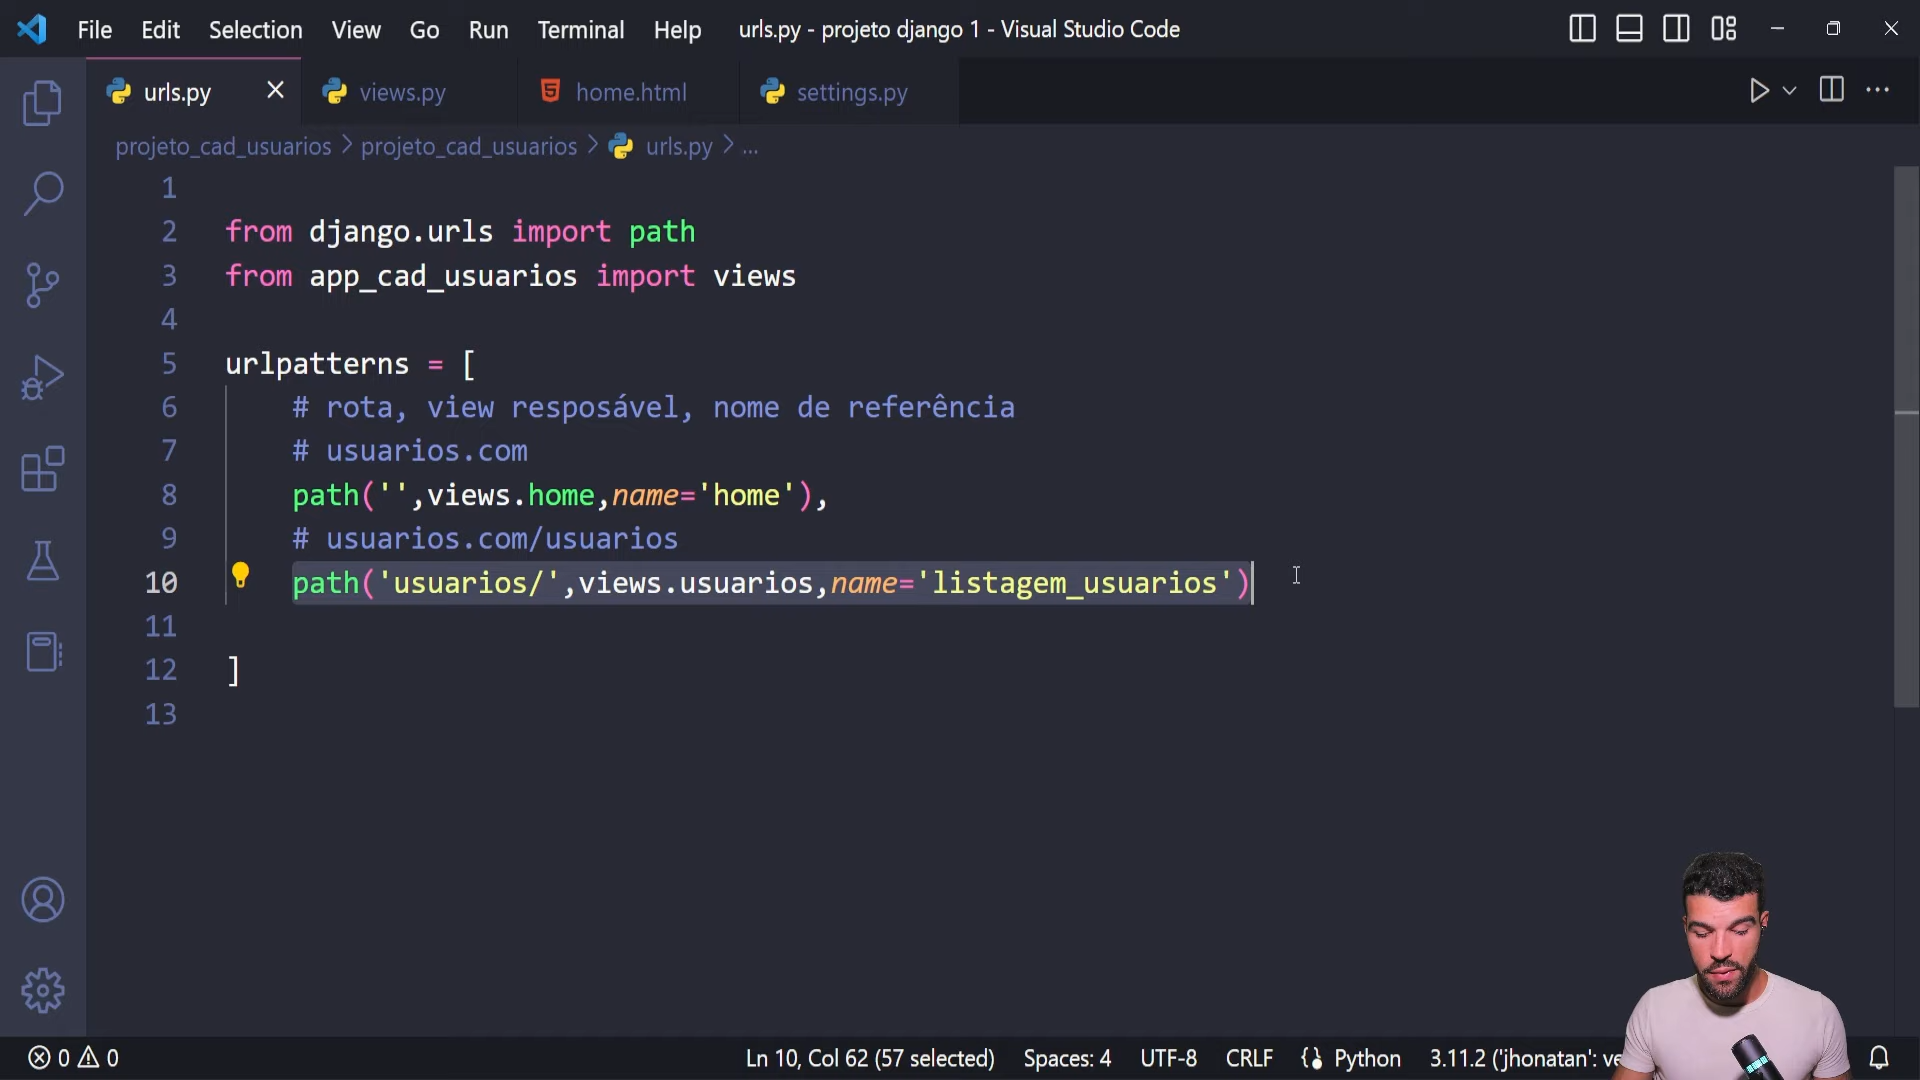 File Edit Selection View Go Run Terminal Help urls.py - projeto django 1 - Visual Studio Code
urls.py views.py home.html settings.py
projeto_cad_usuarios > projeto_cad_usuarios > urls.py > ...
1
2 from django.urls import path
3 from app_cad_usuarios import views
4
5 urlpatterns = [
6 # rota, view resposável, nome de referência
7 # usuarios.com
8 path('',views.home,name='home'),
9 # usuarios.com/usuarios
10 path('usuarios/',views.usuarios,name='listagem_usuarios')
11
12 ]
13
0 0 Ln 10, Col 62 (57 selected) Spaces: 4 UTF-8 CRLF Python 3.11.2 ('jhonatan': ve